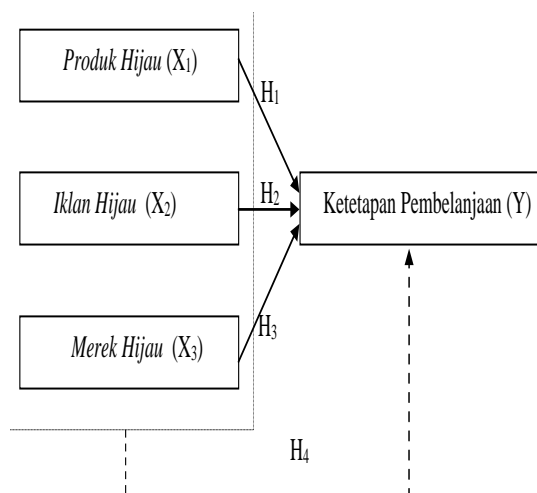 Produk Hijau (X₁)
H₁
Iklan Hijau (X₂)
H₂
Ketetapan Pembelanjaan (Y)
H₃
Merek Hijau (X₃)
H₄